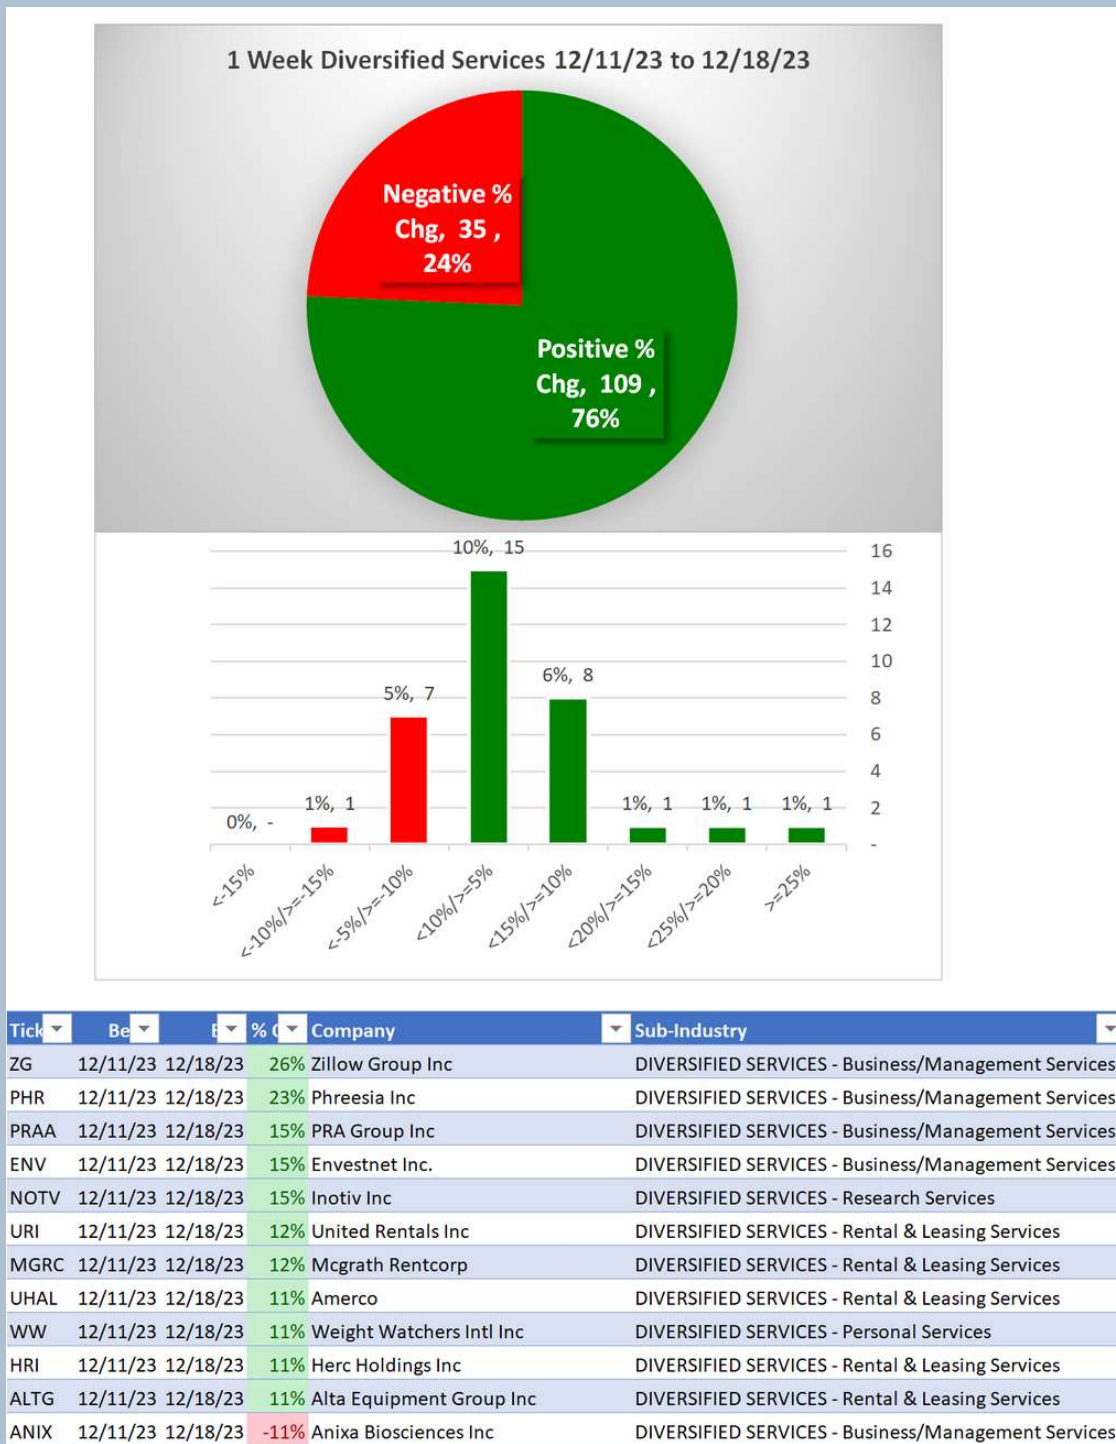 1 Week Diversified Services 12/11/23 to 12/18/23
Negative %
Chg, 35 ,
24%
Positive %
Chg, 109 ,
76%
10%, 15
6%, 8
5%, 7
1%, 1
1%, 1
1%, 1
1%, 1
0%, -
16
14
12
10
8
6
4
2
-
<-15%
<-10%/>=-15%
<-5%/>=-10%
<10%/>=5%
<15%/>=10%
<20%/>=15%
<25%/>=20%
>=25%
Tick Be E % C Company Sub-Industry
ZG 12/11/23 12/18/23 26% Zillow Group Inc DIVERSIFIED SERVICES - Business/Management Services
PHR 12/11/23 12/18/23 23% Phreesia Inc DIVERSIFIED SERVICES - Business/Management Services
PRAA 12/11/23 12/18/23 15% PRA Group Inc DIVERSIFIED SERVICES - Business/Management Services
ENV 12/11/23 12/18/23 15% Envestnet Inc. DIVERSIFIED SERVICES - Business/Management Services
NOTV 12/11/23 12/18/23 15% Inotiv Inc DIVERSIFIED SERVICES - Research Services
URI 12/11/23 12/18/23 12% United Rentals Inc DIVERSIFIED SERVICES - Rental & Leasing Services
MGRC 12/11/23 12/18/23 12% Mcgrath Rentcorp DIVERSIFIED SERVICES - Rental & Leasing Services
UHAL 12/11/23 12/18/23 11% Amerco DIVERSIFIED SERVICES - Rental & Leasing Services
WW 12/11/23 12/18/23 11% Weight Watchers Intl Inc DIVERSIFIED SERVICES - Personal Services
HRI 12/11/23 12/18/23 11% Herc Holdings Inc DIVERSIFIED SERVICES - Rental & Leasing Services
ALTG 12/11/23 12/18/23 11% Alta Equipment Group Inc DIVERSIFIED SERVICES - Rental & Leasing Services
ANIX 12/11/23 12/18/23 -11% Anixa Biosciences Inc DIVERSIFIED SERVICES - Business/Management Services